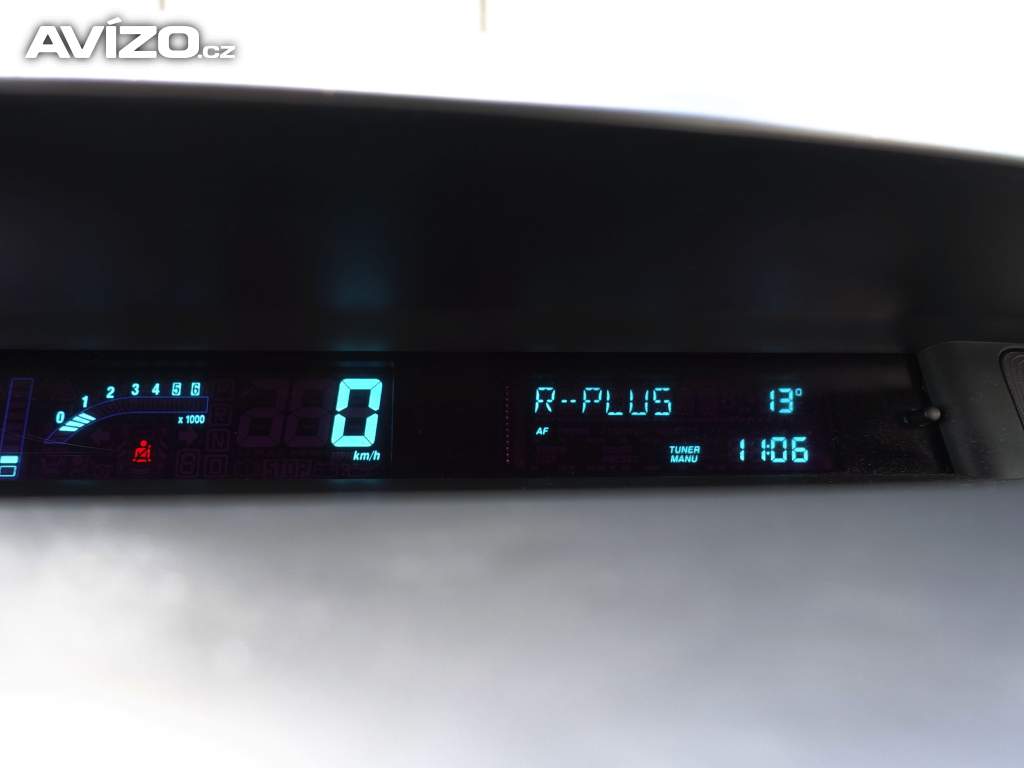 AVÍZO.cz
0 1 2 3 4 5 6
x 1000
0
km/h
R--PLUS 13°
AF
TUNER
MANU
11:06